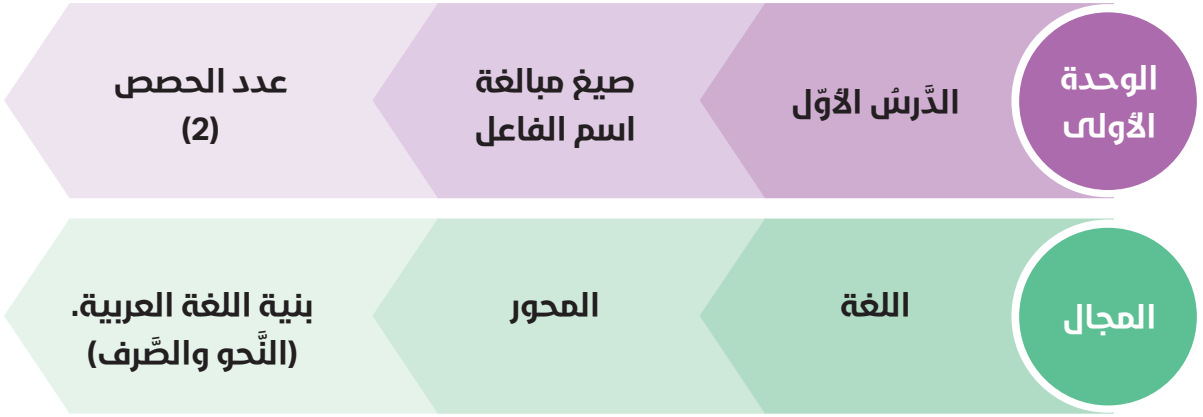 الوحدة
الأولى
الدَّرسُ الأوّل
صيغ مبالغة
اسم الفاعل
عدد الحصص
(2)
المجال
اللغة
المحور
بنية اللغة العربية.
(النَّحو والصَّرف)